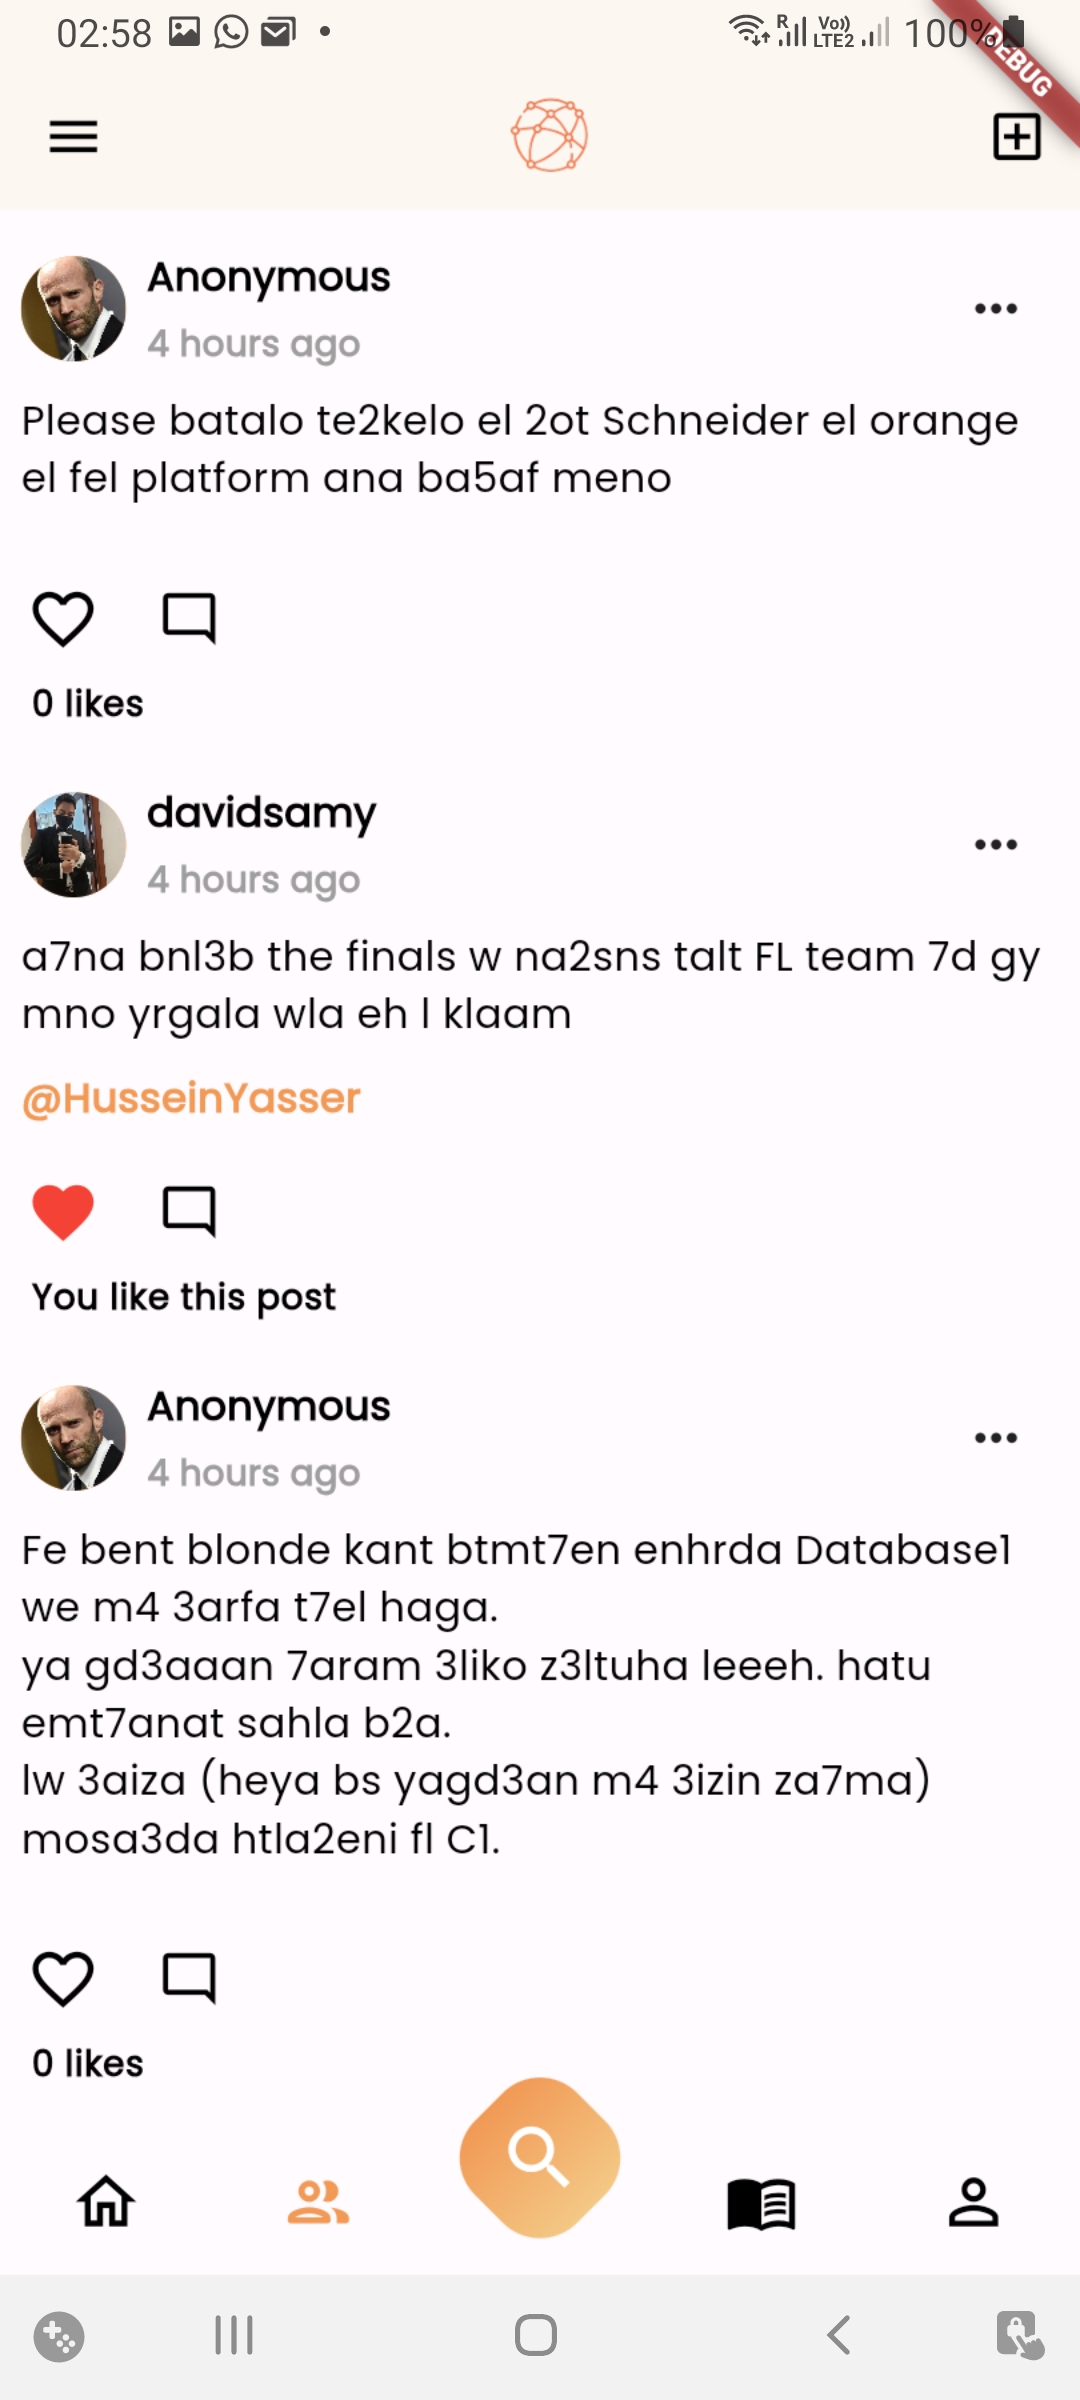 02:58
R
Vo))
LTE2
100%
DEBUG
Anonymous
4 hours ago
Please batalo te2kelo el 2ot Schneider el orange
el fel platform ana ba5af meno
0 likes
davidsamy
4 hours ago
a7na bnl3b the finals w na2sns talt FL team 7d gy
mno yrgala wla eh l klaam
@HusseinYasser
You like this post
Anonymous
4 hours ago
Fe bent blonde kant btmt7en enhrda Database1
we m4 3arfa t7el haga.
ya gd3aaan 7aram 3liko z3ltuha leeeh. hatu
emt7anat sahla b2a.
lw 3aiza (heya bs yagd3an m4 3izin za7ma)
mosa3da htla2eni fl C1.
0 likes